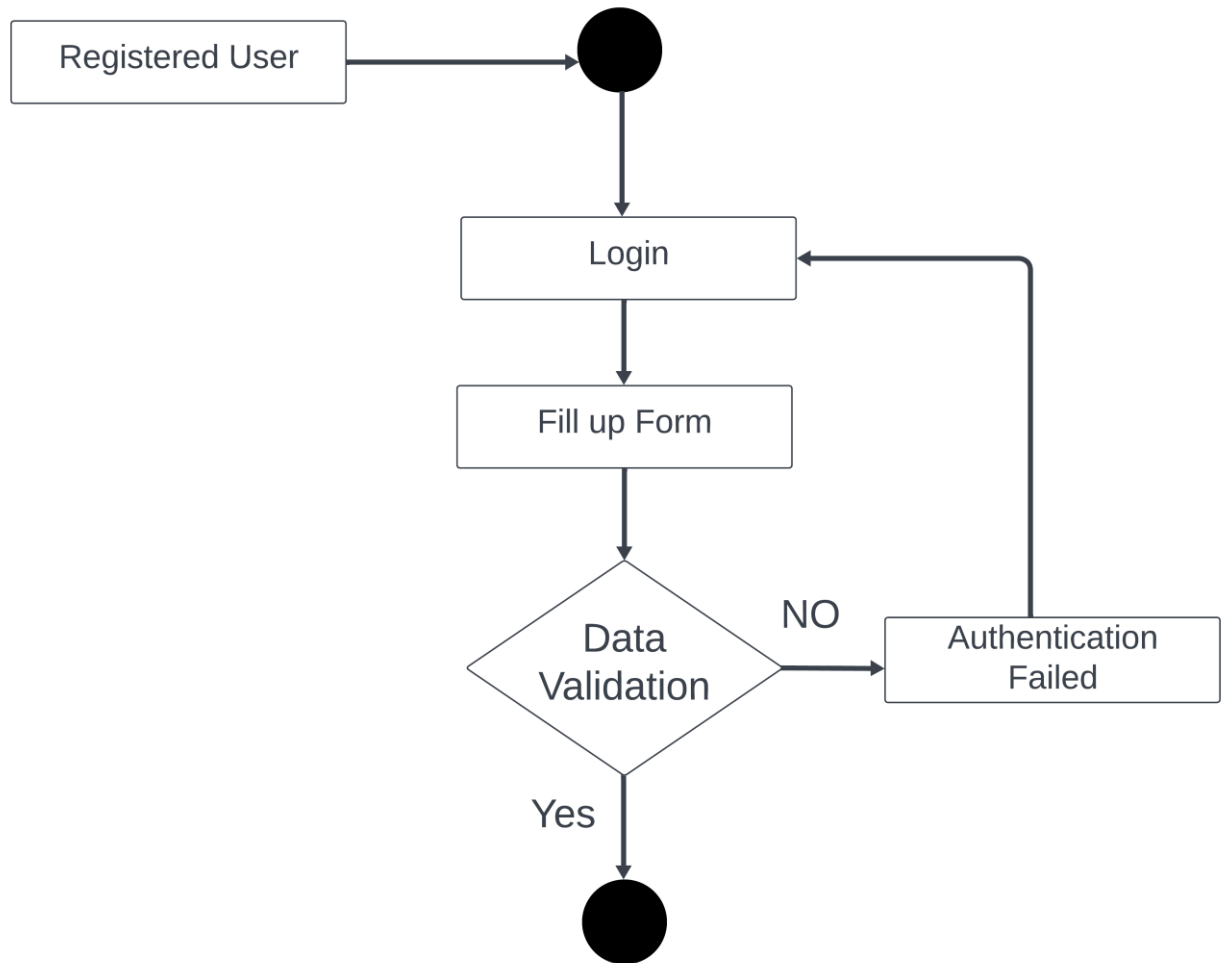 Registered User
Login
Fill up Form
Data
Validation
NO
Authentication
Failed
Yes